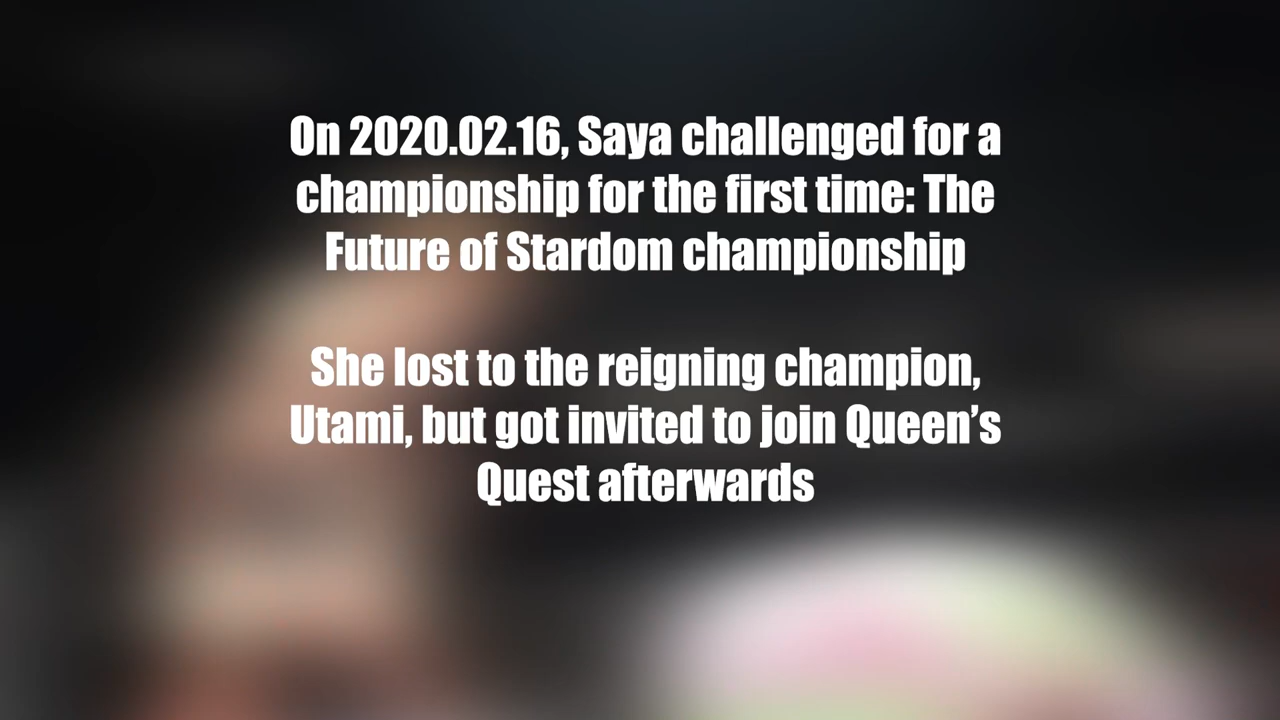 On 2020.02.16, Saya challenged for a
championship for the first time: The
Future of Stardom championship
She lost to the reigning champion,
Utami, but got invited to join Queen’s
Quest afterwards